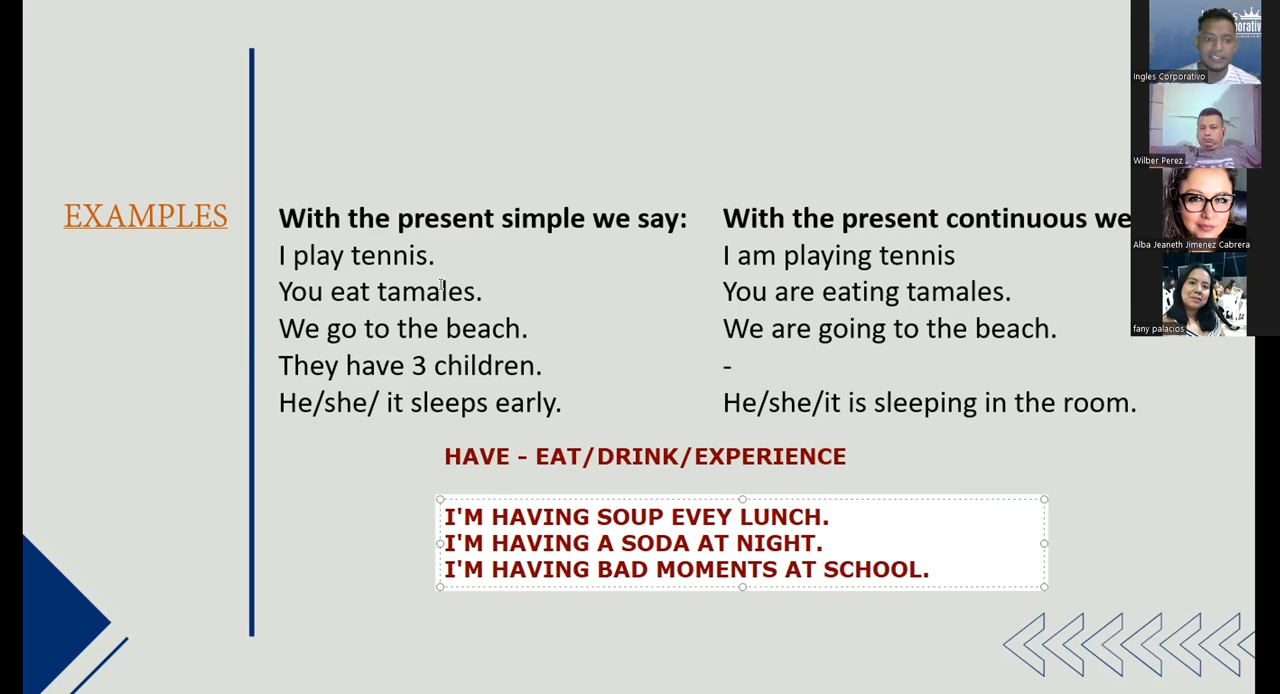 EXAMPLES
With the present simple we say:
I play tennis.
You eat tamales.
We go to the beach.
They have 3 children.
He/she/ it sleeps early.
With the present continuous we
I am playing tennis
You are eating tamales.
We are going to the beach.
-
He/she/it is sleeping in the room.
HAVE - EAT/DRINK/EXPERIENCE
I'M HAVING SOUP EVEY LUNCH.
I'M HAVING A SODA AT NIGHT.
I'M HAVING BAD MOMENTS AT SCHOOL.
Ingles Corporativo
Wilber Perez
Alba Jeaneth Jimenez Cabrera
fany palacios